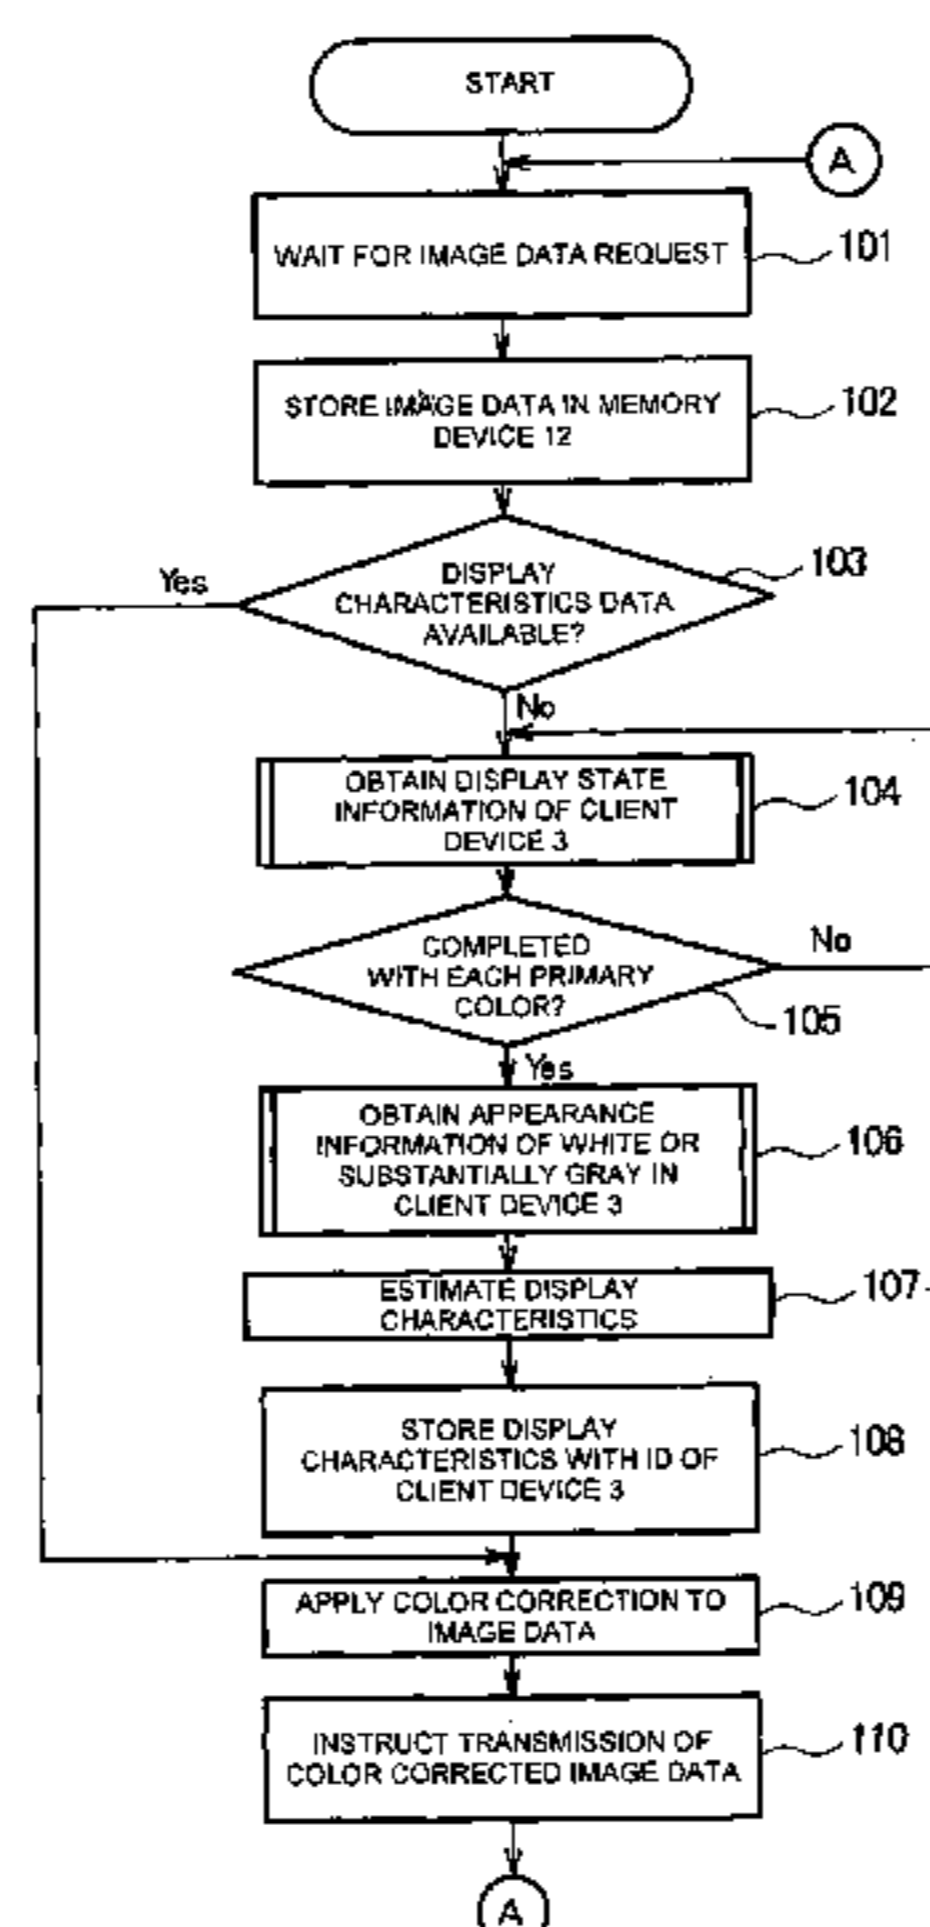 START
A
WAIT FOR IMAGE DATA REQUEST
101
STORE IMAGE DATA IN MEMORY
DEVICE 12
102
DISPLAY
CHARACTERISTICS DATA
AVAILABLE?
103
Yes
No
OBTAIN DISPLAY STATE
INFORMATION OF CLIENT
DEVICE 3
104
COMPLETED
WITH EACH PRIMARY
COLOR?
No
105
Yes
OBTAIN APPEARANCE
INFORMATION OF WHITE OR
SUBSTANTIALLY GRAY IN
CLIENT DEVICE 3
106
ESTIMATE DISPLAY
CHARACTERISTICS
107
STORE DISPLAY
CHARACTERISTICS WITH ID OF
CLIENT DEVICE 3
108
APPLY COLOR CORRECTION TO
IMAGE DATA
109
INSTRUCT TRANSMISSION OF
COLOR CORRECTED IMAGE DATA
110
A